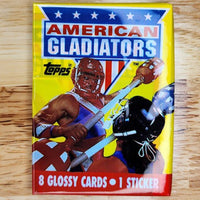 AMERICAN
GLADIATORS
Topps
8 GLOSSY CARDS • 1 STICKER